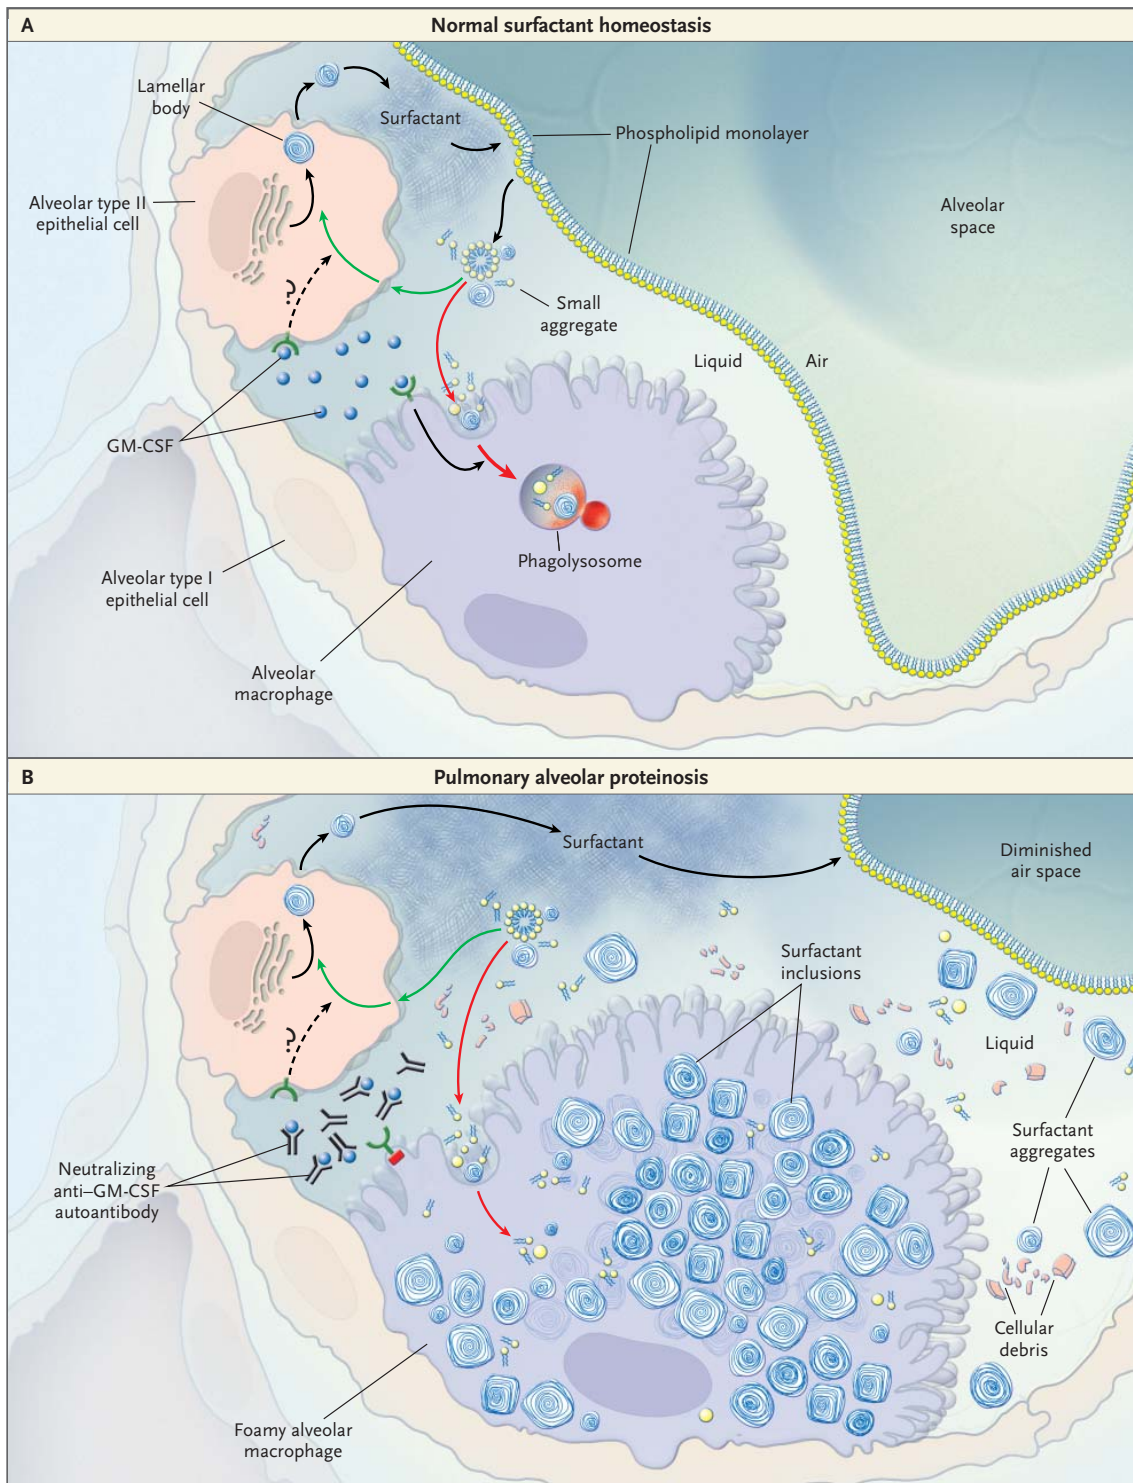 A
Normal surfactant homeostasis
Lamellar
body
Surfactant
Phospholipid monolayer
Alveolar type II
epithelial cell
Alveolar
space
?
Small
aggregate
Liquid
Air
GM-CSF
Phagolysosome
Alveolar type I
epithelial cell
Alveolar
macrophage
B
Pulmonary alveolar proteinosis
Surfactant
Diminished
air space
Surfactant
inclusions
?
Liquid
Surfactant
aggregates
Neutralizing
anti–GM-CSF
autoantibody
Cellular
debris
Foamy alveolar
macrophage